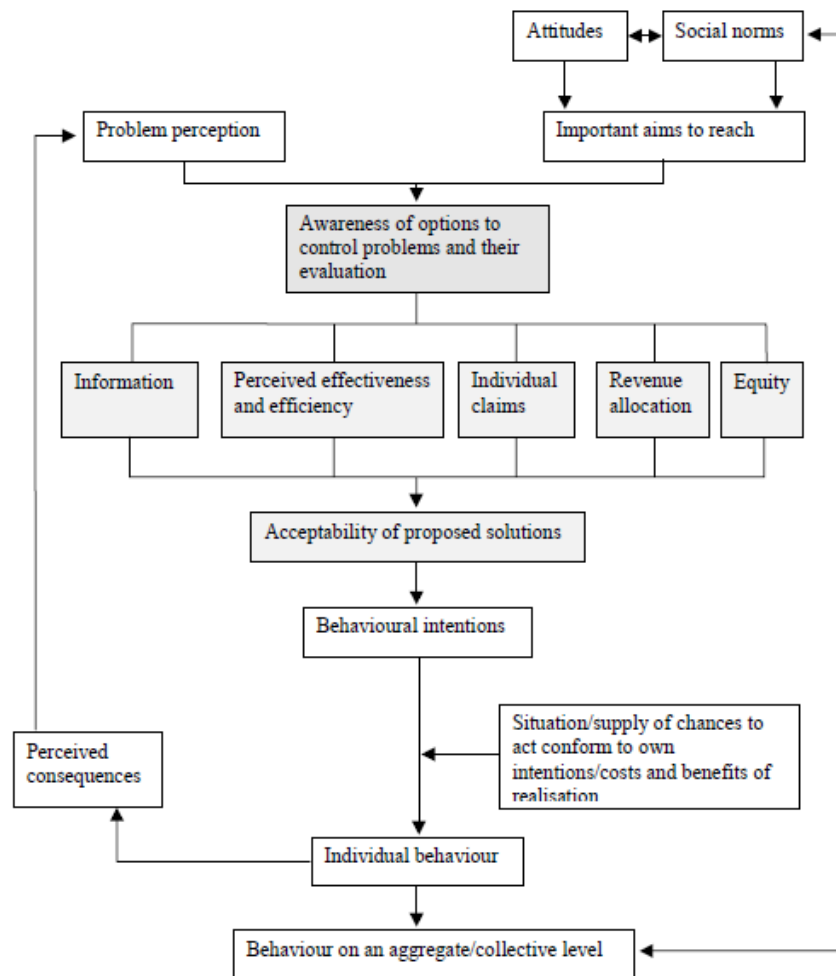 Attitudes
Social norms
Problem perception
Important aims to reach
Awareness of options to
control problems and their
evaluation
Information
Perceived effectiveness
and efficiency
Individual
claims
Revenue
allocation
Equity
Acceptability of proposed solutions
Behavioural intentions
Situation/supply of chances to
act conform to own
intentions/costs and benefits of
realisation
Perceived
consequences
Individual behaviour
Behaviour on an aggregate/collective level